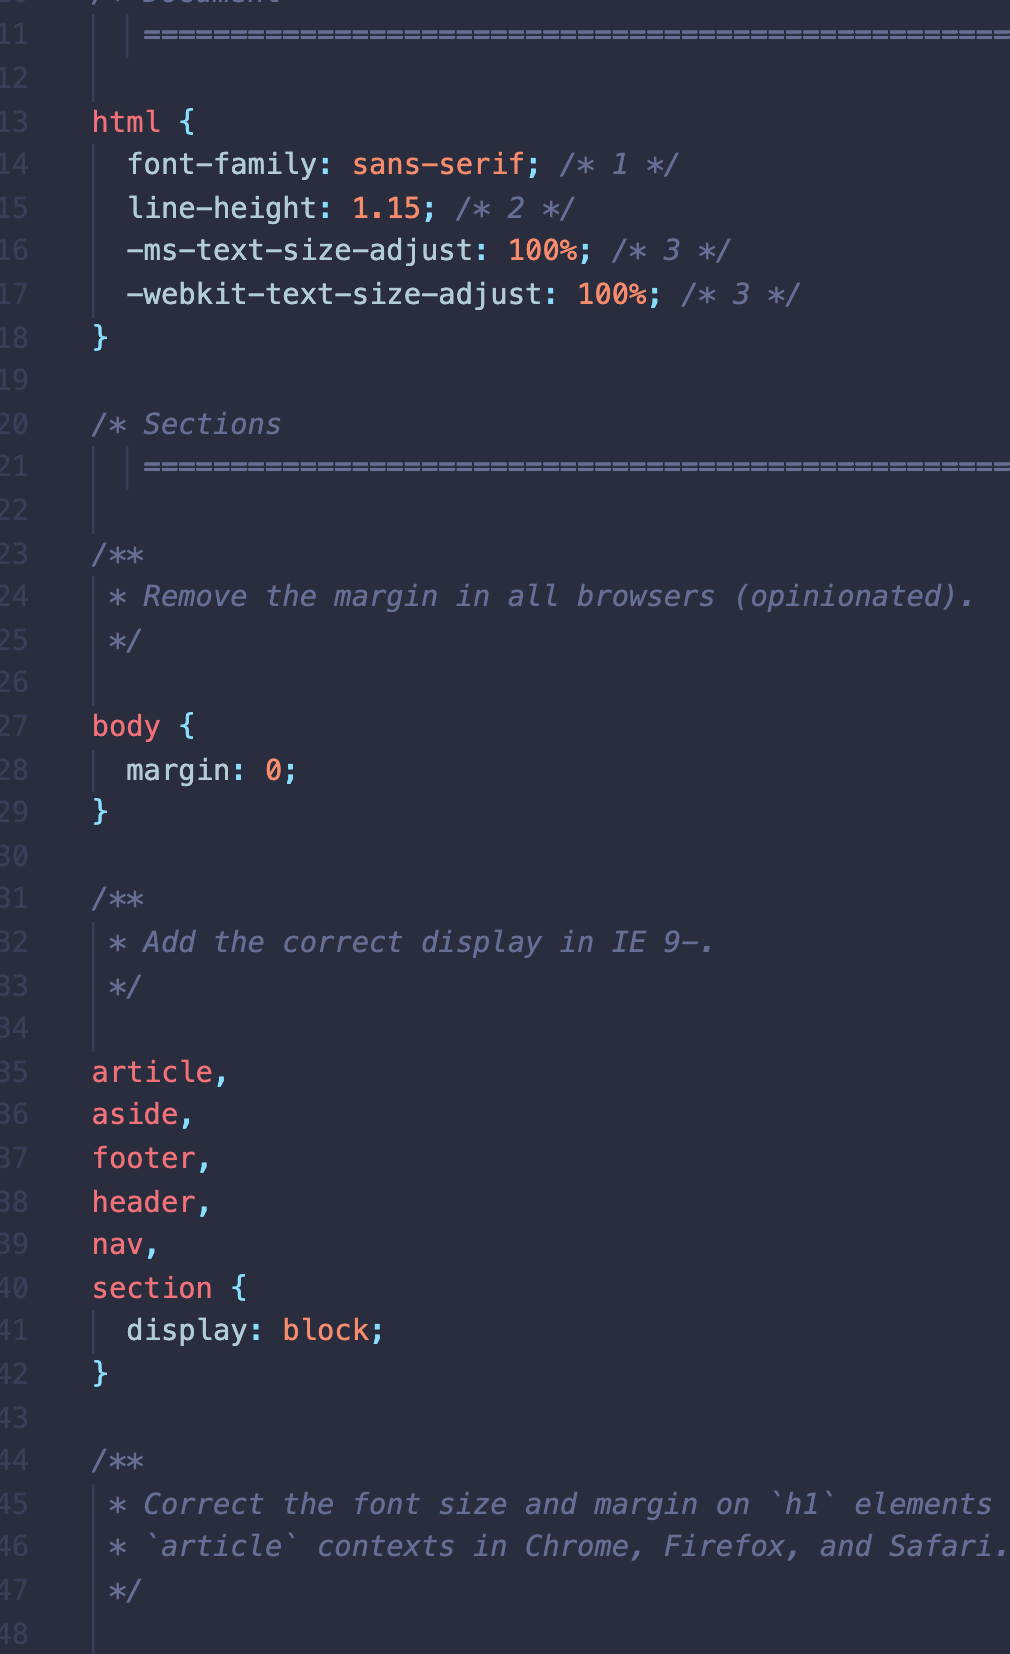 /* Document
11 ==================================================
12
13 html {
14 font-family: sans-serif; /* 1 */
15 line-height: 1.15; /* 2 */
16 -ms-text-size-adjust: 100%; /* 3 */
17 -webkit-text-size-adjust: 100%; /* 3 */
18 }
19
20 /* Sections
21 ==================================================
22
23 /**
24 * Remove the margin in all browsers (opinionated).
25 */
26
27 body {
28 margin: 0;
29 }
30
31 /**
32 * Add the correct display in IE 9-.
33 */
34
35 article,
36 aside,
37 footer,
38 header,
39 nav,
40 section {
41 display: block;
42 }
43
44 /**
45 * Correct the font size and margin on `h1` elements
46 * `article` contexts in Chrome, Firefox, and Safari.
47 */
48